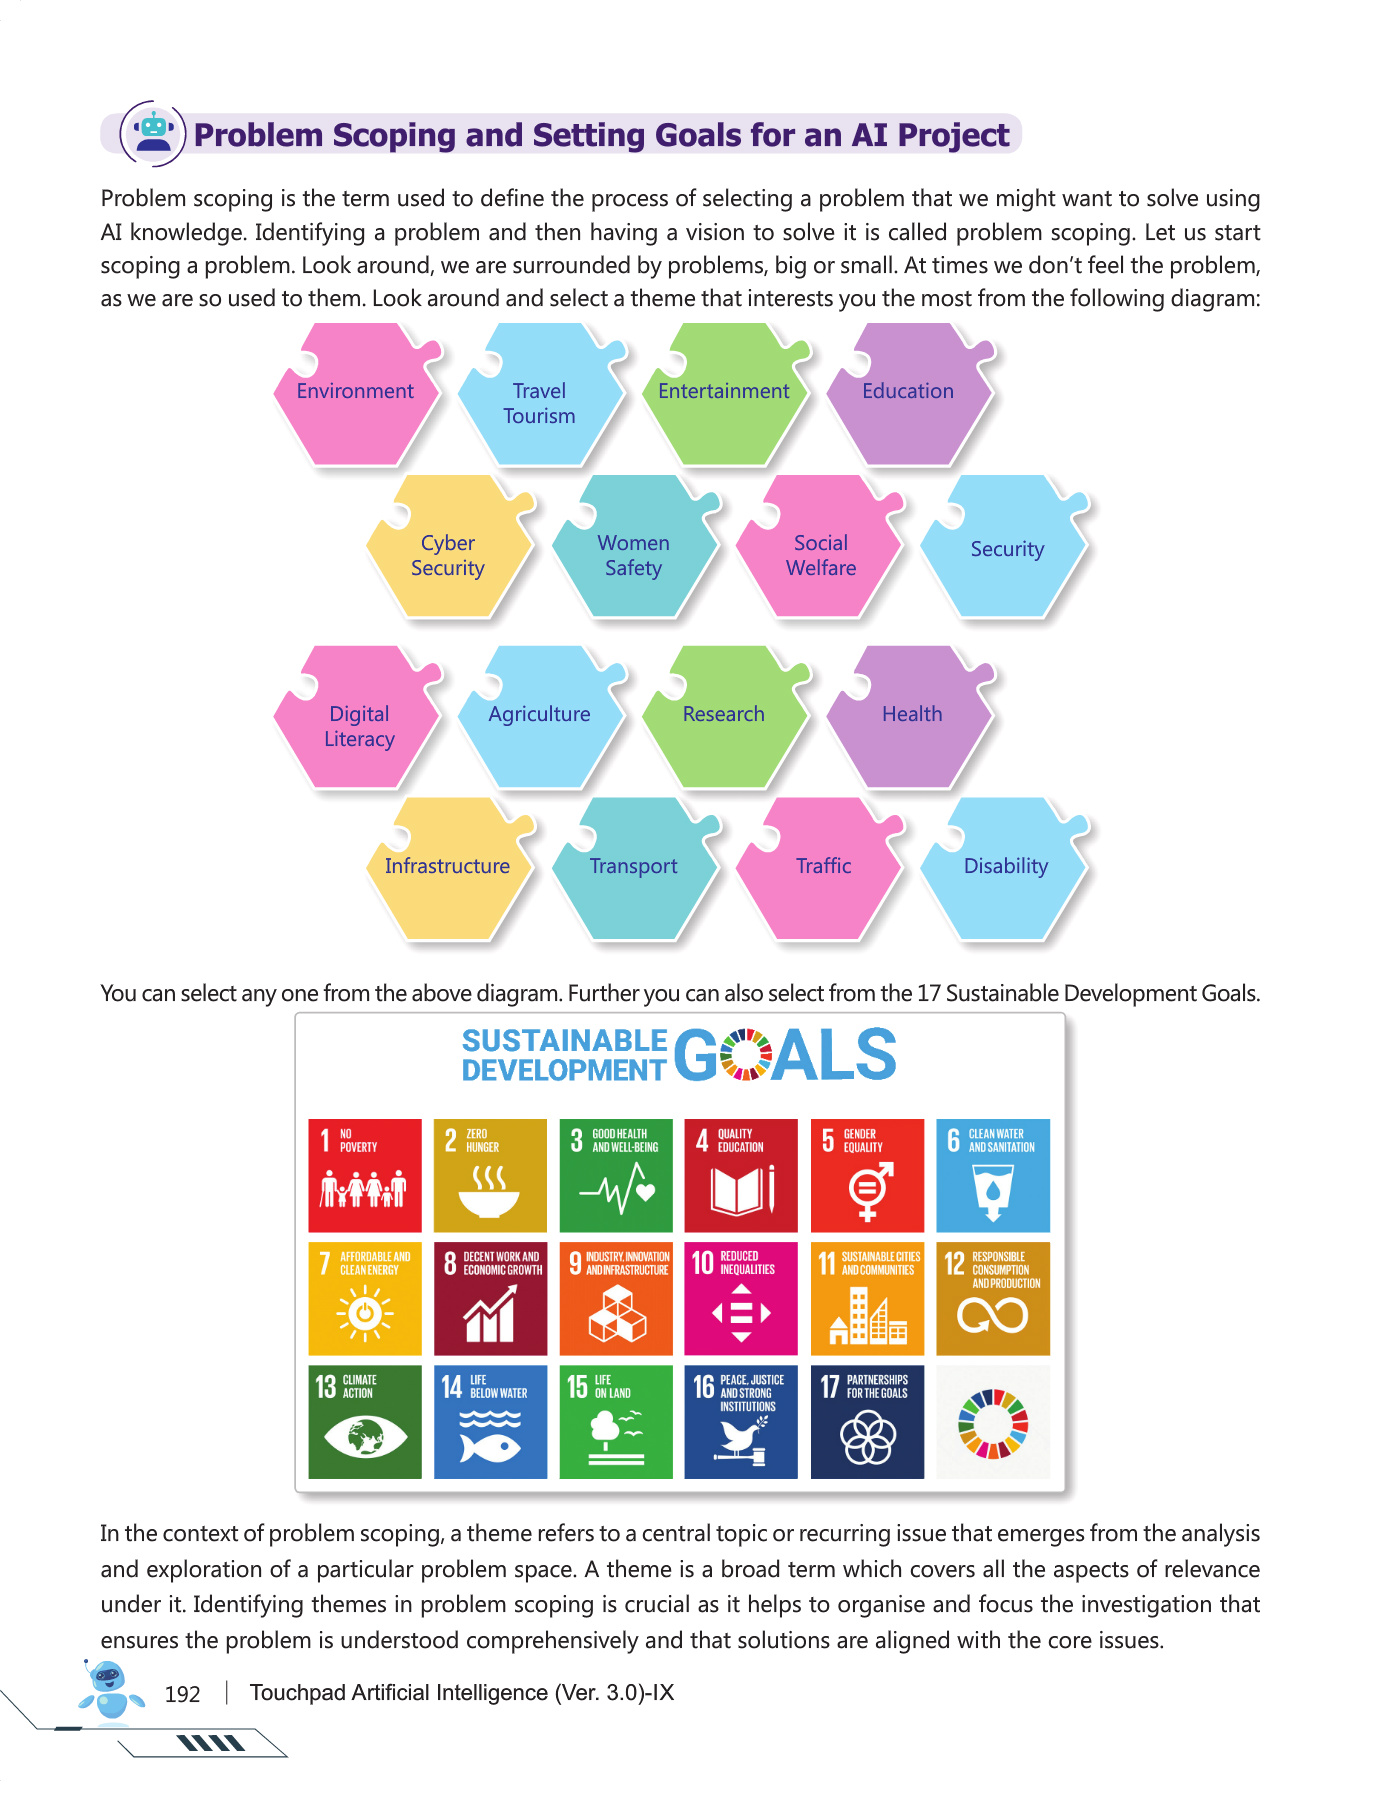 Problem Scoping and Setting Goals for an AI Project
Problem scoping is the term used to define the process of selecting a problem that we might want to solve using
AI knowledge. Identifying a problem and then having a vision to solve it is called problem scoping. Let us start
scoping a problem. Look around, we are surrounded by problems, big or small. At times we don't feel the problem,
as we are so used to them. Look around and select a theme that interests you the most from the following diagram:
Environment
Travel
Tourism
Entertainment
Education
Cyber
Security
Women
Safety
Social
Welfare
Security
Digital
Literacy
Agriculture
Research
Health
Infrastructure
Transport
Traffic
Disability
You can select any one from the above diagram. Further you can also select from the 17 Sustainable Development Goals.
SUSTAINABLE
DEVELOPMENT
GOALS
1 NO
POVERTY
2 ZERO
HUNGER
3 GOOD HEALTH
AND WELL-BEING
4 QUALITY
EDUCATION
5 GENDER
EQUALITY
6 CLEAN WATER
AND SANITATION
7 AFFORDABLE AND
CLEAN ENERGY
8 DECENT WORK AND
ECONOMIC GROWTH
9 INDUSTRY, INNOVATION
AND INFRASTRUCTURE
10 REDUCED
INEQUALITIES
11 SUSTAINABLE CITIES
AND COMMUNITIES
12 RESPONSIBLE
CONSUMPTION
AND PRODUCTION
13 CLIMATE
ACTION
14 LIFE
BELOW WATER
15 LIFE
ON LAND
16 PEACE, JUSTICE
AND STRONG
INSTITUTIONS
17 PARTNERSHIPS
FOR THE GOALS
In the context of problem scoping, a theme refers to a central topic or recurring issue that emerges from the analysis
and exploration of a particular problem space. A theme is a broad term which covers all the aspects of relevance
under it. Identifying themes in problem scoping is crucial as it helps to organise and focus the investigation that
ensures the problem is understood comprehensively and that solutions are aligned with the core issues.
192 | Touchpad Artificial Intelligence (Ver. 3.0)-IX